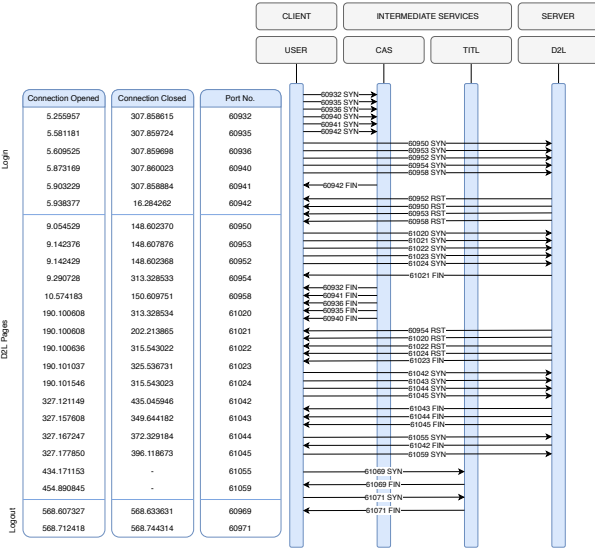 CLIENT INTERMEDIATE SERVICES SERVER
USER CAS TITL D2L
Connection Opened Connection Closed Port No.
Login
5.255957 307.858615 60932
5.581181 307.859724 60935
5.609525 307.859698 60936
5.873169 307.860023 60940
5.903229 307.858884 60941
5.938377 16.284262 60942
D2L Pages
9.054529 148.602370 60950
9.142376 148.607876 60953
9.142429 148.602368 60952
9.290728 313.328533 60954
10.574183 150.609751 60958
190.100608 313.328534 61020
190.100608 202.213865 61021
190.100636 315.543022 61022
190.101037 325.536731 61023
190.101546 315.543023 61024
327.121149 435.045946 61042
327.157608 349.644182 61043
327.167247 372.329184 61044
327.177850 396.118673 61045
434.171153 - 61055
454.890845 - 61059
Logout
568.607327 568.633631 60969
568.712418 568.744314 60971
60932 SYN
60935 SYN
60936 SYN
60940 SYN
60941 SYN
60942 SYN
60950 SYN
60953 SYN
60952 SYN
60954 SYN
60958 SYN
60942 FIN
60952 RST
60950 RST
60953 RST
60958 RST
61020 SYN
61021 SYN
61022 SYN
61023 SYN
61024 SYN
61021 FIN
60932 FIN
60941 FIN
60936 FIN
60935 FIN
60940 FIN
60954 RST
61020 RST
61022 RST
61024 RST
61023 FIN
61042 SYN
61043 SYN
61044 SYN
61045 SYN
61043 FIN
61044 FIN
61045 FIN
61055 SYN
61042 FIN
61059 SYN
61069 SYN
61069 FIN
61071 SYN
61071 FIN